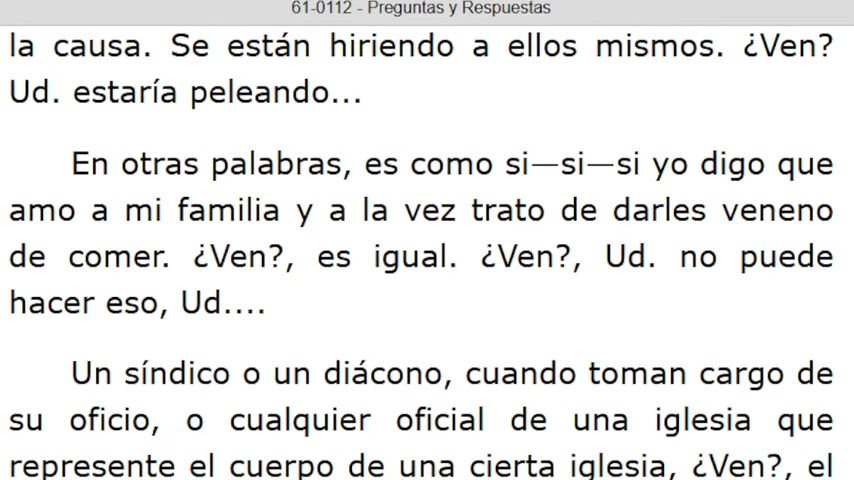 61-0112 - Preguntas y Respuestas
la causa. Se están hiriendo a ellos mismos. ¿Ven?
Ud. estaría peleando...
En otras palabras, es como si—si—si yo digo que
amo a mi familia y a la vez trato de darles veneno
de comer. ¿Ven?, es igual. ¿Ven?, Ud. no puede
hacer eso, Ud....
Un síndico o un diácono, cuando toman cargo de
su oficio, o cualquier oficial de una iglesia que
represente el cuerpo de una cierta iglesia, ¿Ven?, el